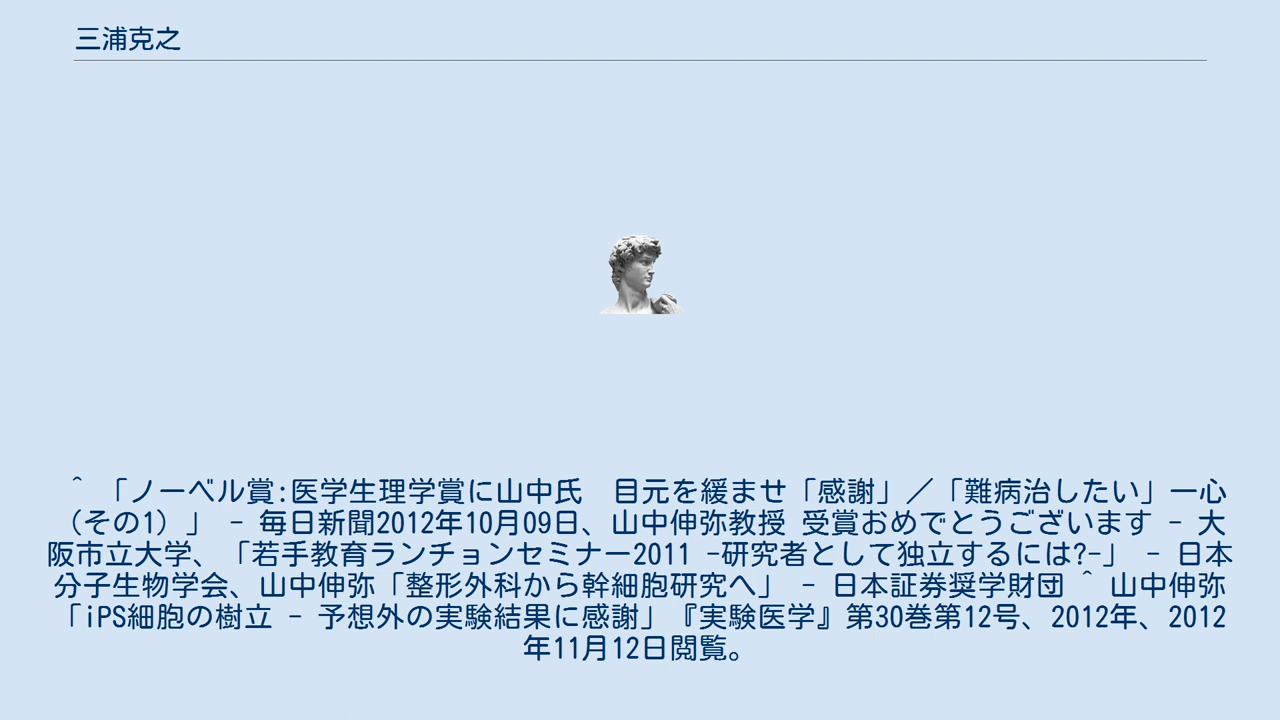 三浦克之
^ 「ノーベル賞:医学生理学賞に山中氏　目元を緩ませ「感謝」／「難病治したい」一心
（その1）」 - 毎日新聞2012年10月09日、山中伸弥教授 受賞おめでとうございます - 大
阪市立大学、「若手教育ランチョンセミナー2011 -研究者として独立するには?-」 - 日本
分子生物学会、山中伸弥「整形外科から幹細胞研究へ」 - 日本証券奨学財団 ^ 山中伸弥
「iPS細胞の樹立 - 予想外の実験結果に感謝」『実験医学』第30巻第12号、2012年、2012
年11月12日閲覧。